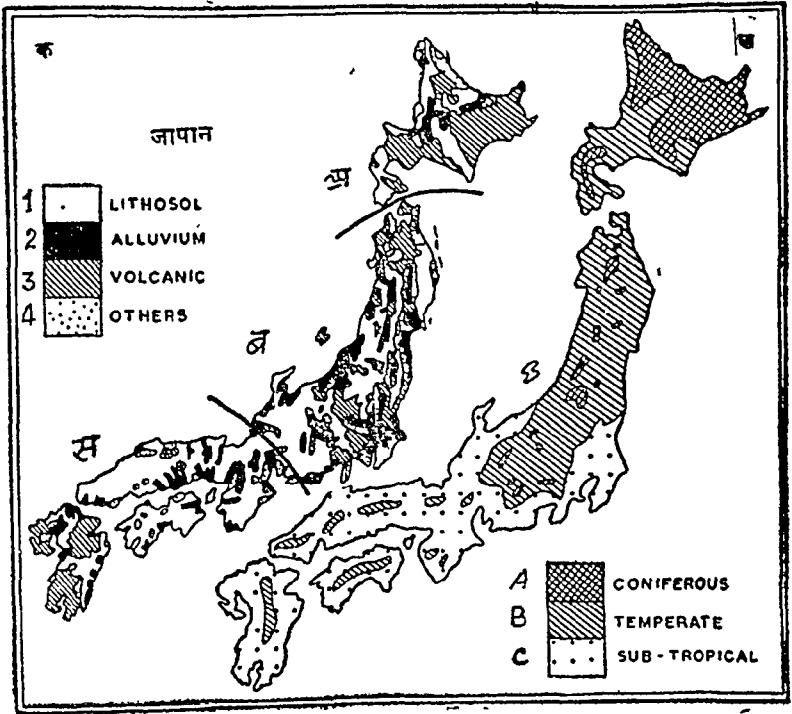 क
ख
जापान
1 LITHOSOL
2 ALLUVIUM
3 VOLCANIC
4 OTHERS
अ
ब
स
A CONIFEROUS
B TEMPERATE
C SUB-TROPICAL